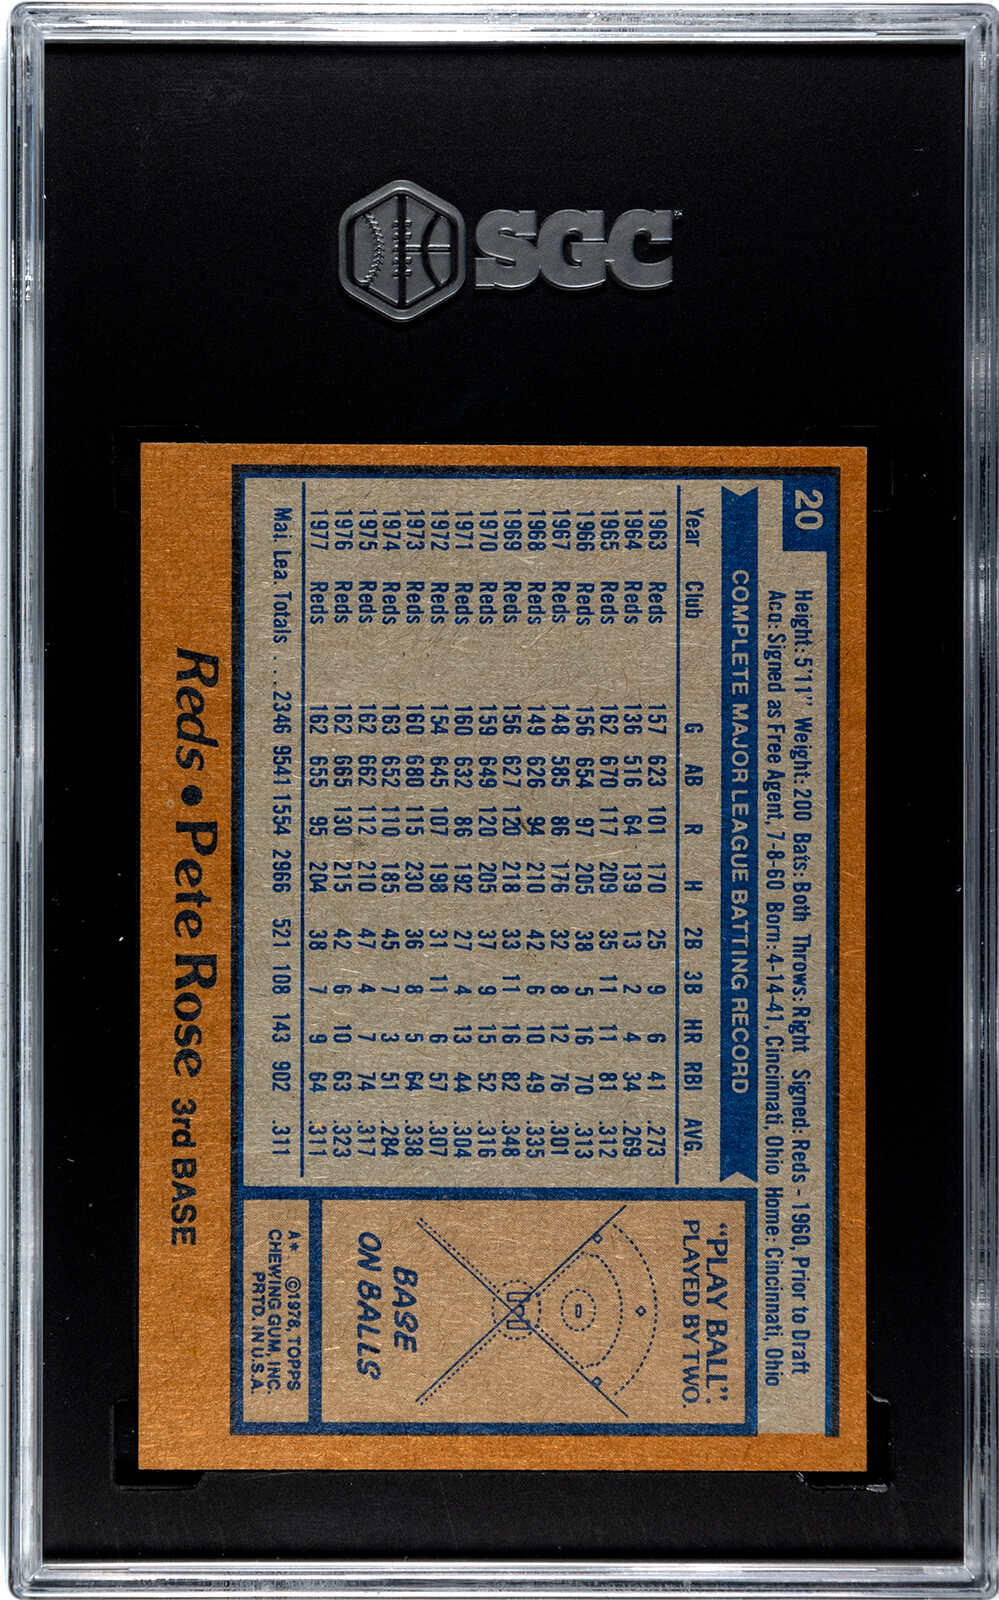 SGC
20
Height: 5'11" Weight: 200 Bats: Both Throws: Right Signed: Reds - 1960, Prior to Draft
Acq: Signed as Free Agent, 7-8-60 Born: 4-14-41, Cincinnati, Ohio Home: Cincinnati, Ohio
COMPLETE MAJOR LEAGUE BATTING RECORD
Year Club G AB R H 2B 3B HR RBI AVG.
1963 Reds 157 623 101 170 25 9 6 41 .273
1964 Reds 136 516 64 139 13 2 4 34 .269
1965 Reds 162 670 117 209 35 11 11 81 .312
1966 Reds 156 654 97 205 38 5 16 70 .313
1967 Reds 148 585 86 176 32 8 12 76 .301
1968 Reds 149 626 94 210 42 6 10 49 .335
1969 Reds 156 627 120 218 33 11 16 82 .348
1970 Reds 159 649 120 205 37 9 15 52 .316
1971 Reds 160 632 86 192 27 4 13 44 .304
1972 Reds 154 645 107 198 31 11 6 57 .307
1973 Reds 160 680 115 230 36 8 5 64 .338
1974 Reds 163 652 110 185 45 7 3 51 .284
1975 Reds 162 662 112 210 47 4 7 74 .317
1976 Reds 162 665 130 215 42 6 10 63 .323
1977 Reds 162 655 95 204 38 7 9 64 .311
Maj. Lea. Totals . . . 2346 9541 1554 2966 521 108 143 902 .311
"PLAY BALL":
PLAYED BY TWO.
BASE
ON BALLS
A* ©1978, TOPPS
CHEWING GUM, INC.
PRTD. IN U.S.A.
Reds • Pete Rose 3rd BASE